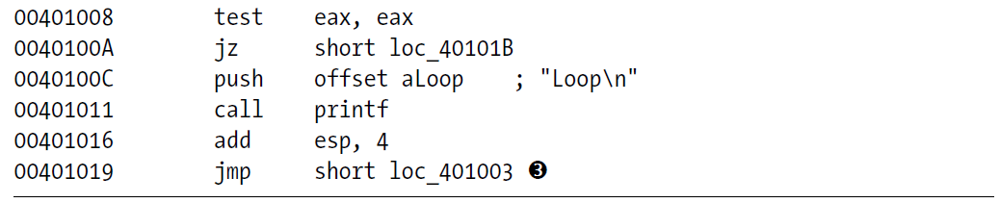 00401008 test eax, eax
0040100A jz short loc_40101B
0040100C push offset aLoop ; "Loop\n"
00401011 call printf
00401016 add esp, 4
00401019 jmp short loc_401003 ❸